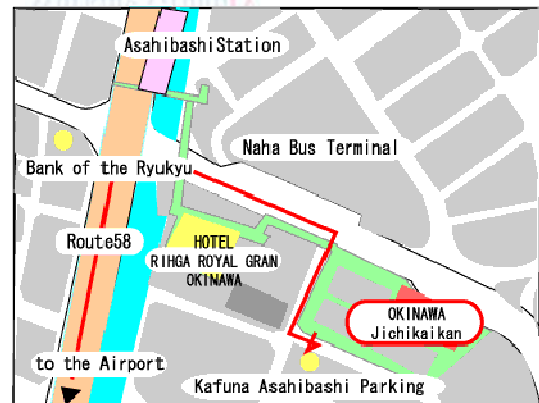 AsahibashiStation
Naha Bus Terminal
Bank of the Ryukyu
Route58
HOTEL
RIHGA ROYAL GRAN
OKINAWA
OKINAWA
Jichikaikan
to the Airport
Kafuna Asahibashi Parking